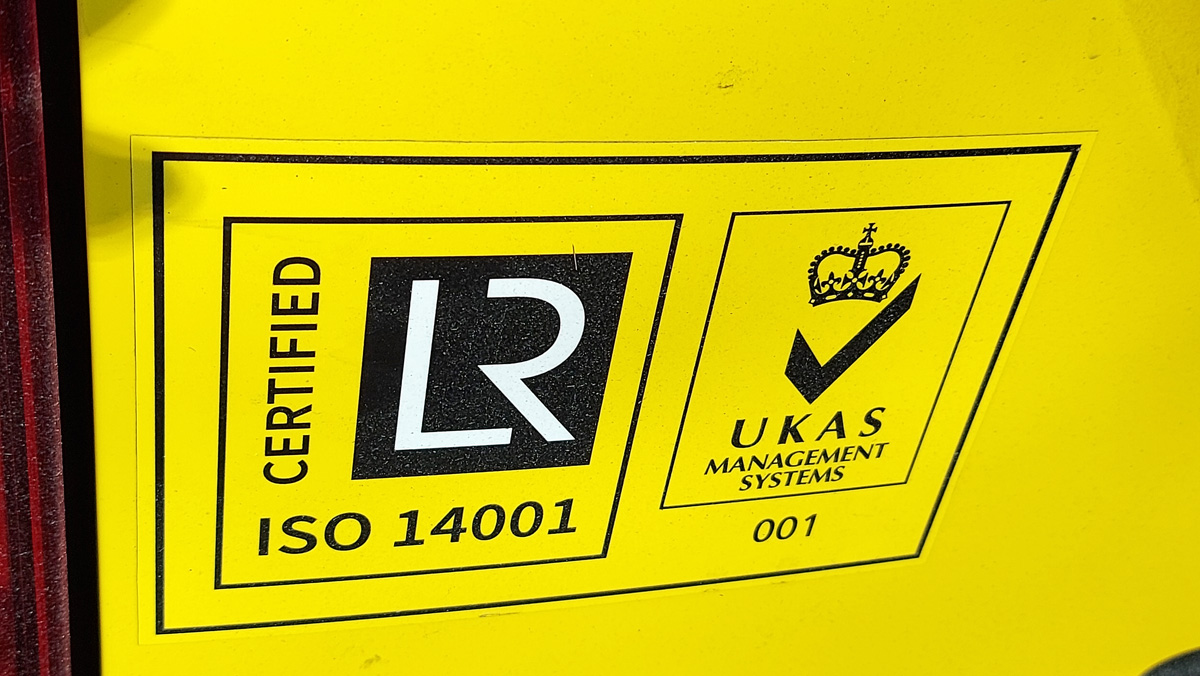 CERTIFIED
LR
ISO 14001
UKAS
MANAGEMENT
SYSTEMS
001